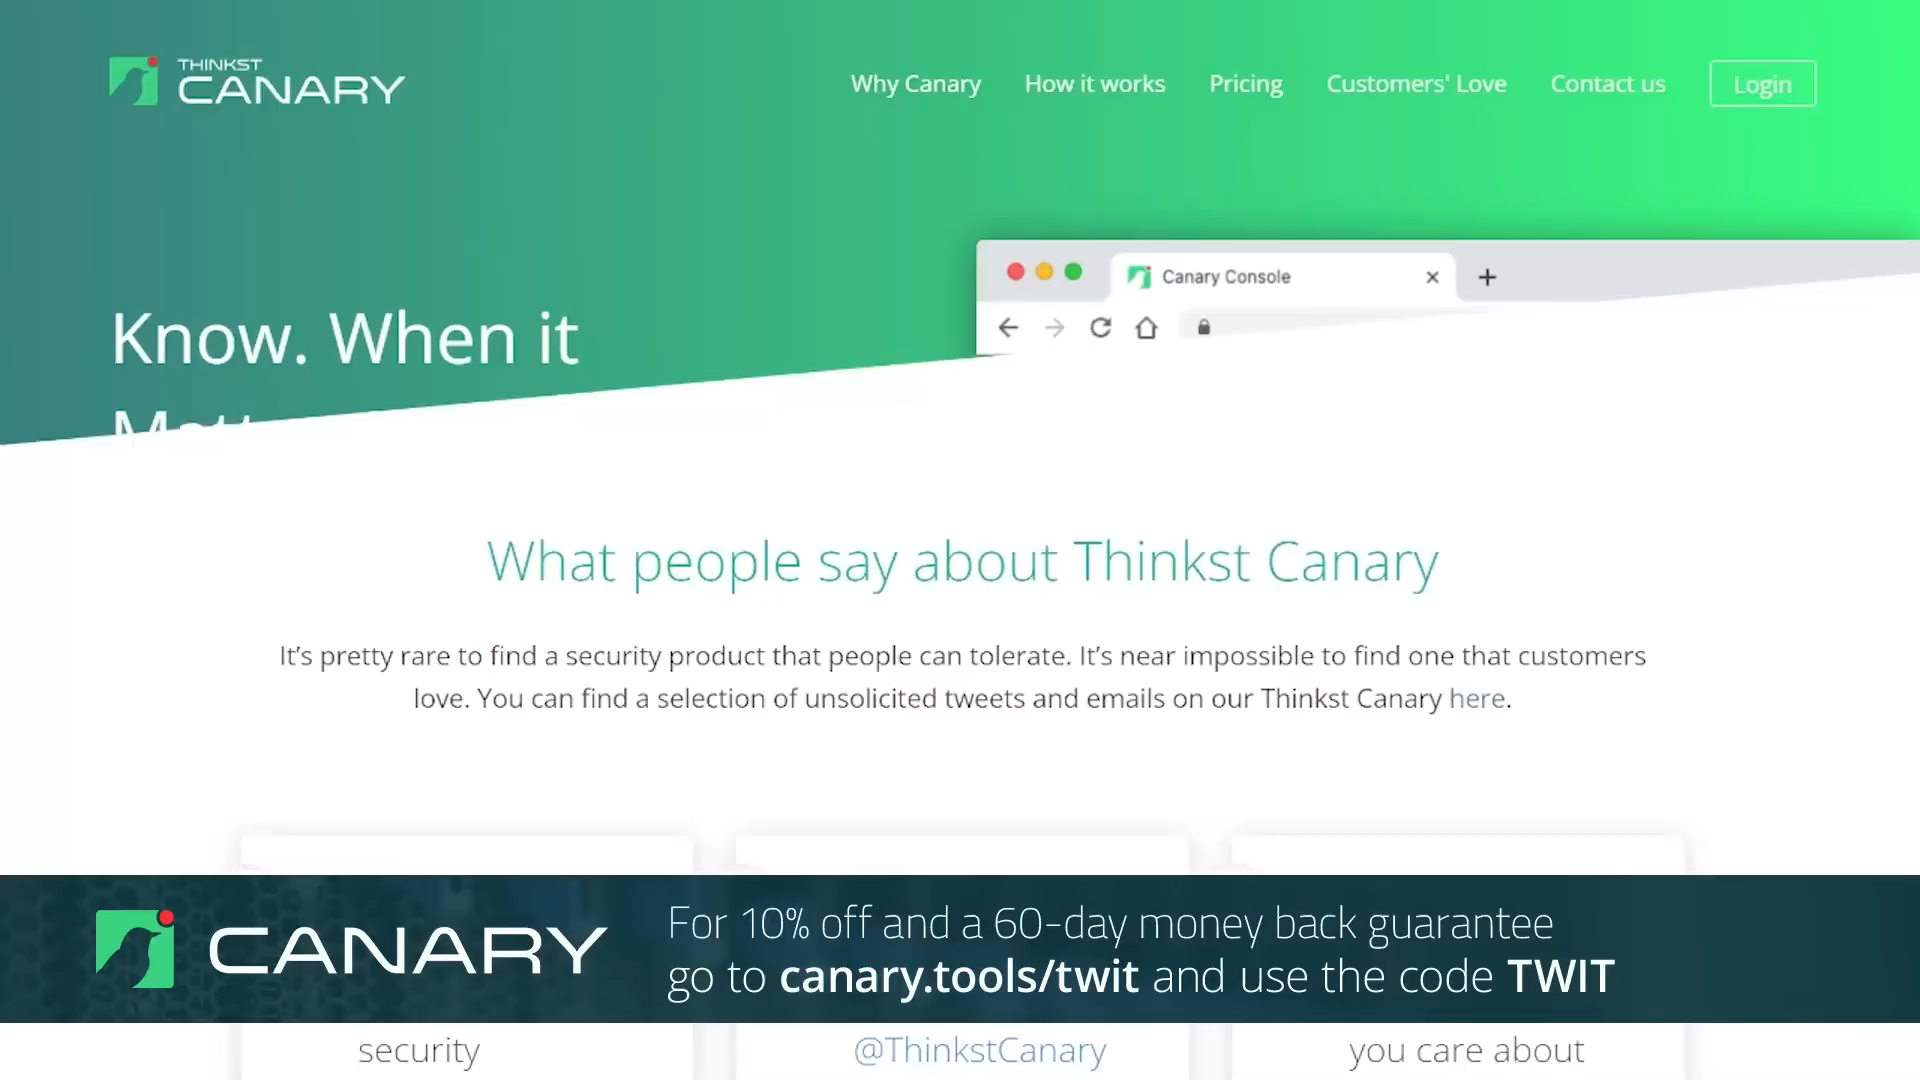 THINKST
CANARY
Why Canary
How it works
Pricing
Customers' Love
Contact us
Login
Canary Console
Know. When it
What people say about Thinkst Canary
It’s pretty rare to find a security product that people can tolerate. It’s near impossible to find one that customers
love. You can find a selection of unsolicited tweets and emails on our Thinkst Canary here.
CANARY
For 10% off and a 60-day money back guarantee
go to canary.tools/twit and use the code TWIT
security
@ThinkstCanary
you care about